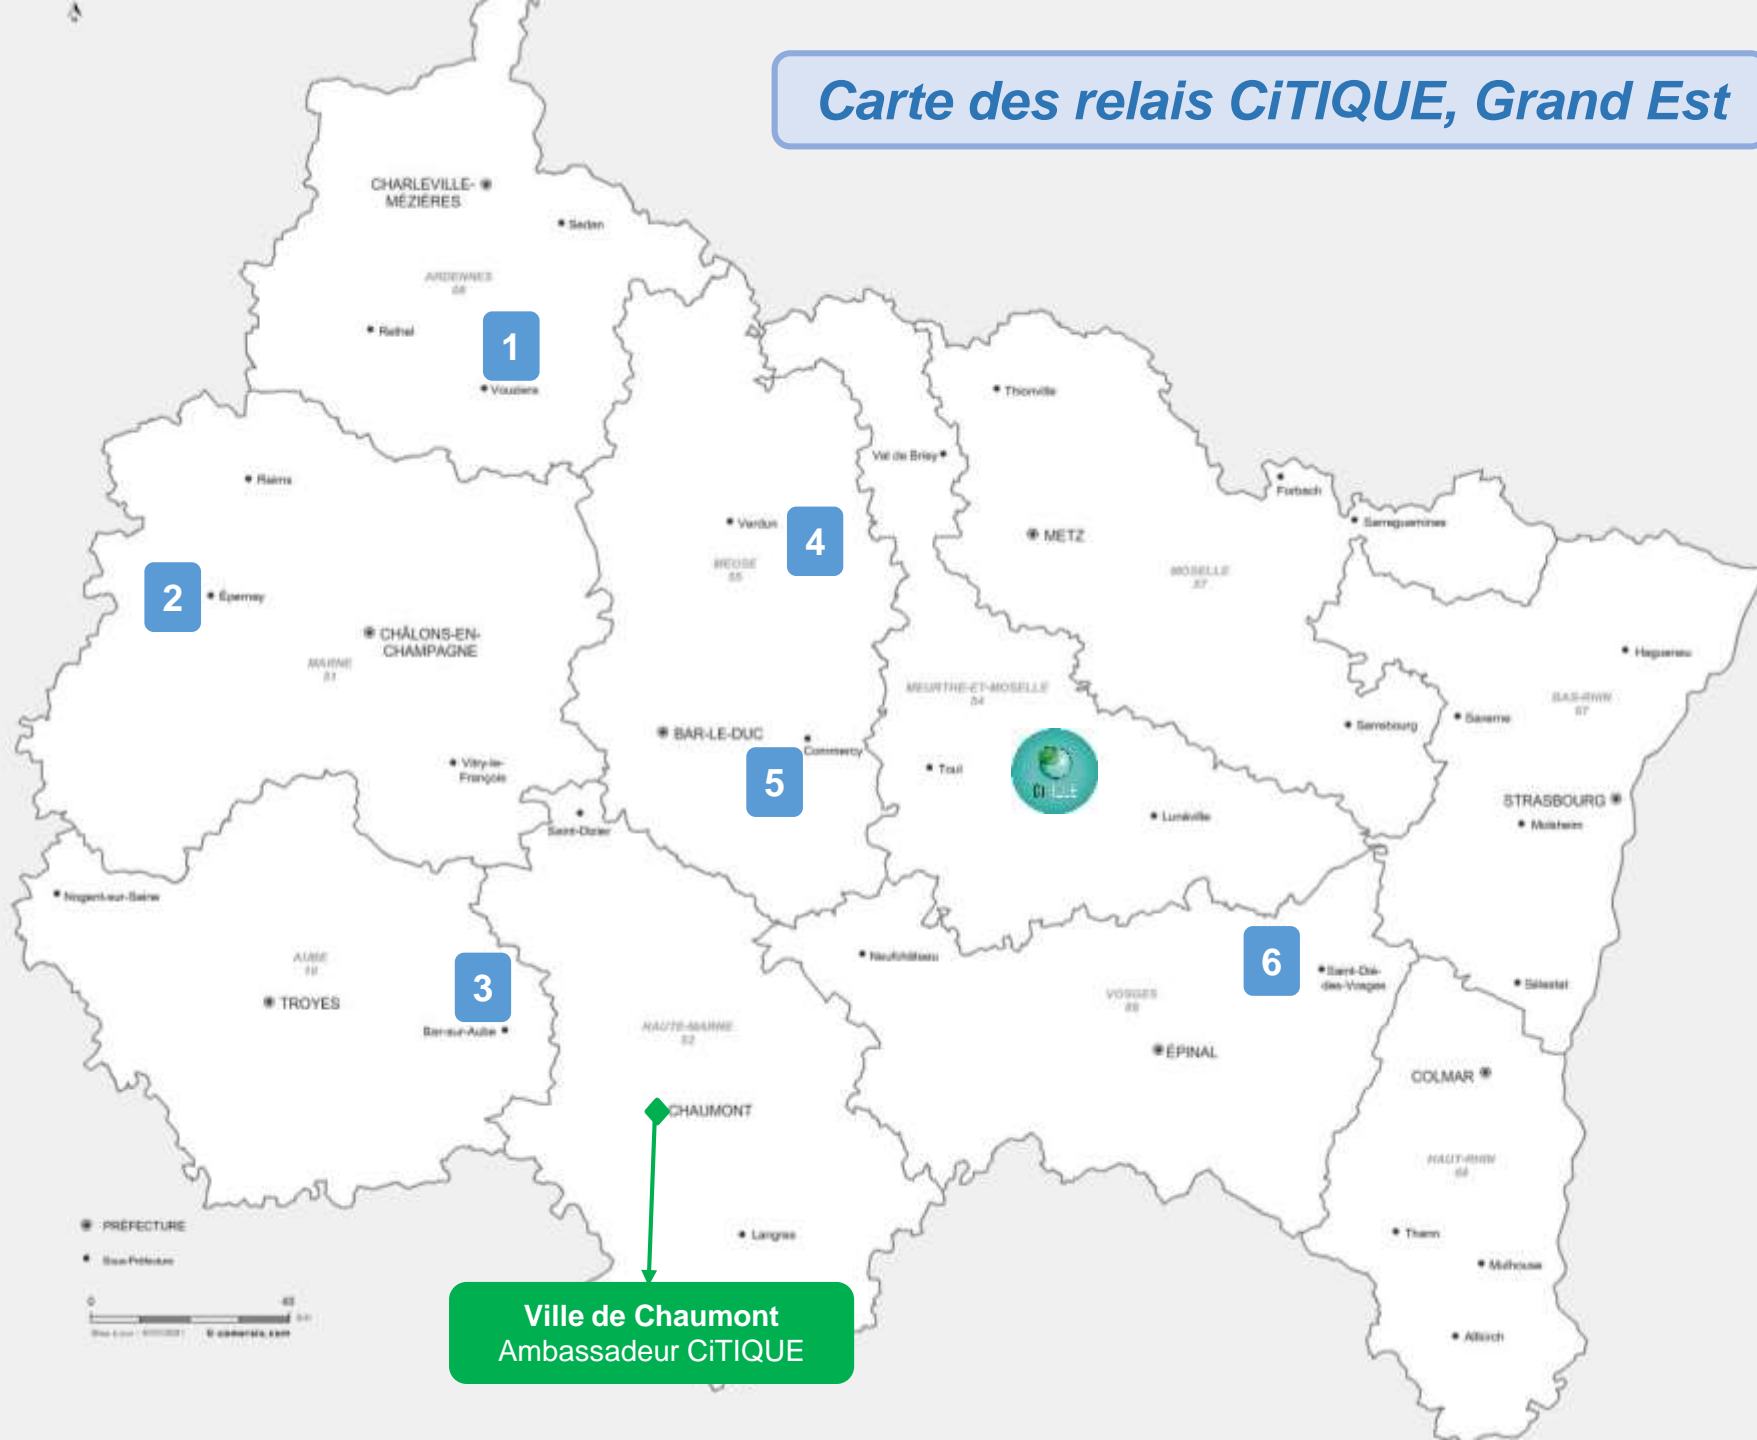 Carte des relais CiTIQUE, Grand Est
CHARLEVILLE-
MÉZIÈRES
Sedan
ARDENNES
08
Rethel
1
Vouziers
Thionville
Val de Briey
Reims
Forbach
Sarreguemines
Verdun
4
METZ
MEUSE
55
MOSELLE
57
2
Épernay
CHÂLONS-EN-
CHAMPAGNE
MARNE
51
Haguenau
MEURTHE-ET-MOSELLE
54
BAS-RHIN
67
Saverne
Sarrebourg
BAR-LE-DUC
Commercy
Vitry-le-
François
Toul
5
STRASBOURG
Molsheim
Lunéville
Saint-Dizier
Nogent-sur-Seine
AUBE
10
TROYES
3
Bar-sur-Aube
Neufchâteau
6
Saint-Dié-
des-Vosges
Sélestat
VOSGES
88
HAUTE-MARNE
52
ÉPINAL
COLMAR
CHAUMONT
HAUT-RHIN
68
PRÉFECTURE
Sous-Préfecture
Langres
Thann
Mulhouse
0
Altkirch
Ville de Chaumont
Ambassadeur CiTIQUE